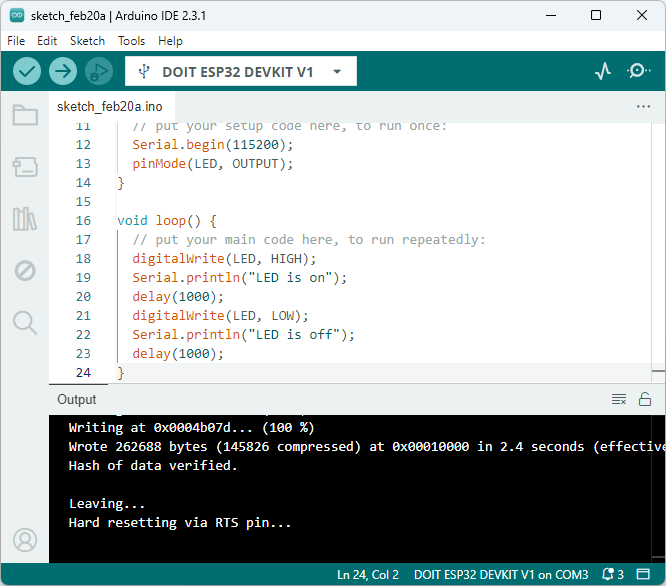 sketch_feb20a | Arduino IDE 2.3.1
File Edit Sketch Tools Help
DOIT ESP32 DEVKIT V1
sketch_feb20a.ino
11 // put your setup code here, to run once:
12 Serial.begin(115200);
13 pinMode(LED, OUTPUT);
14 }
15
16 void loop() {
17 // put your main code here, to run repeatedly:
18 digitalWrite(LED, HIGH);
19 Serial.println("LED is on");
20 delay(1000);
21 digitalWrite(LED, LOW);
22 Serial.println("LED is off");
23 delay(1000);
24 }
Output
Writing at 0x0004b07d... (100 %)
Wrote 262688 bytes (145826 compressed) at 0x00010000 in 2.4 seconds (effective
Hash of data verified.
Leaving...
Hard resetting via RTS pin...
Ln 24, Col 2 DOIT ESP32 DEVKIT V1 on COM3 3